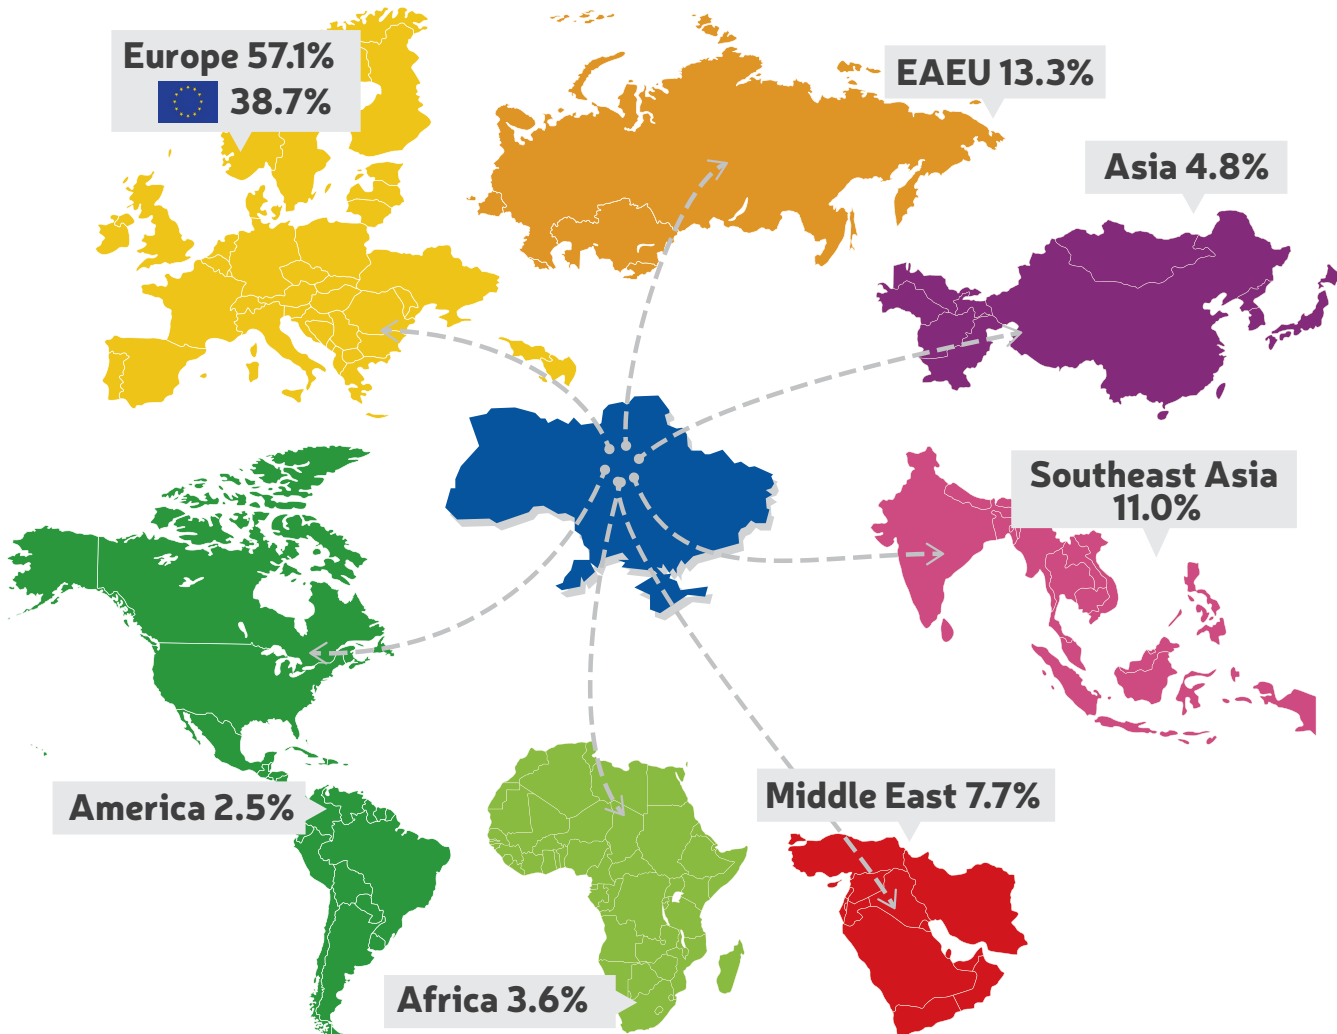 Europe 57.1%
38.7%
EAEU 13.3%
Asia 4.8%
Southeast Asia
11.0%
America 2.5%
Middle East 7.7%
Africa 3.6%